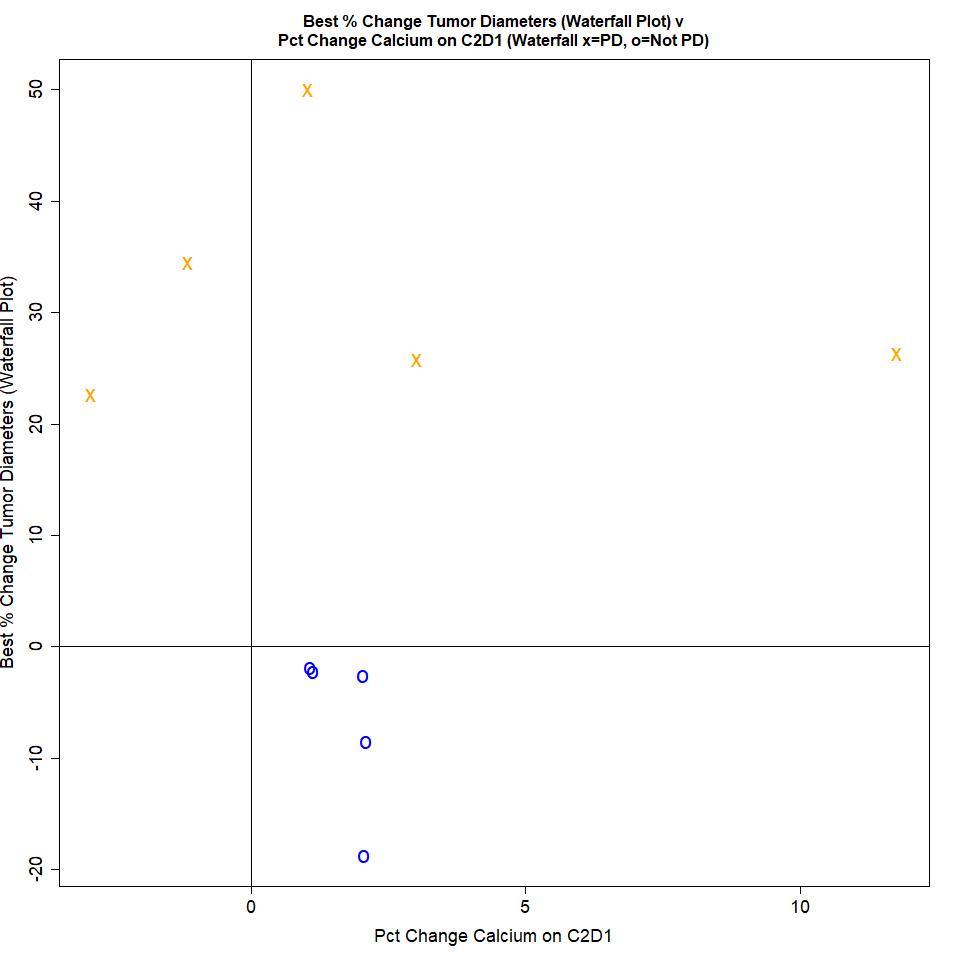 Best % Change Tumor Diameters (Waterfall Plot) v
Pct Change Calcium on C2D1 (Waterfall x=PD, o=Not PD)
Best % Change Tumor Diameters (Waterfall Plot)
50
40
30
20
10
0
-10
-20
X
X
X
X
X
O
O
O
O
O
0
5
10
Pct Change Calcium on C2D1